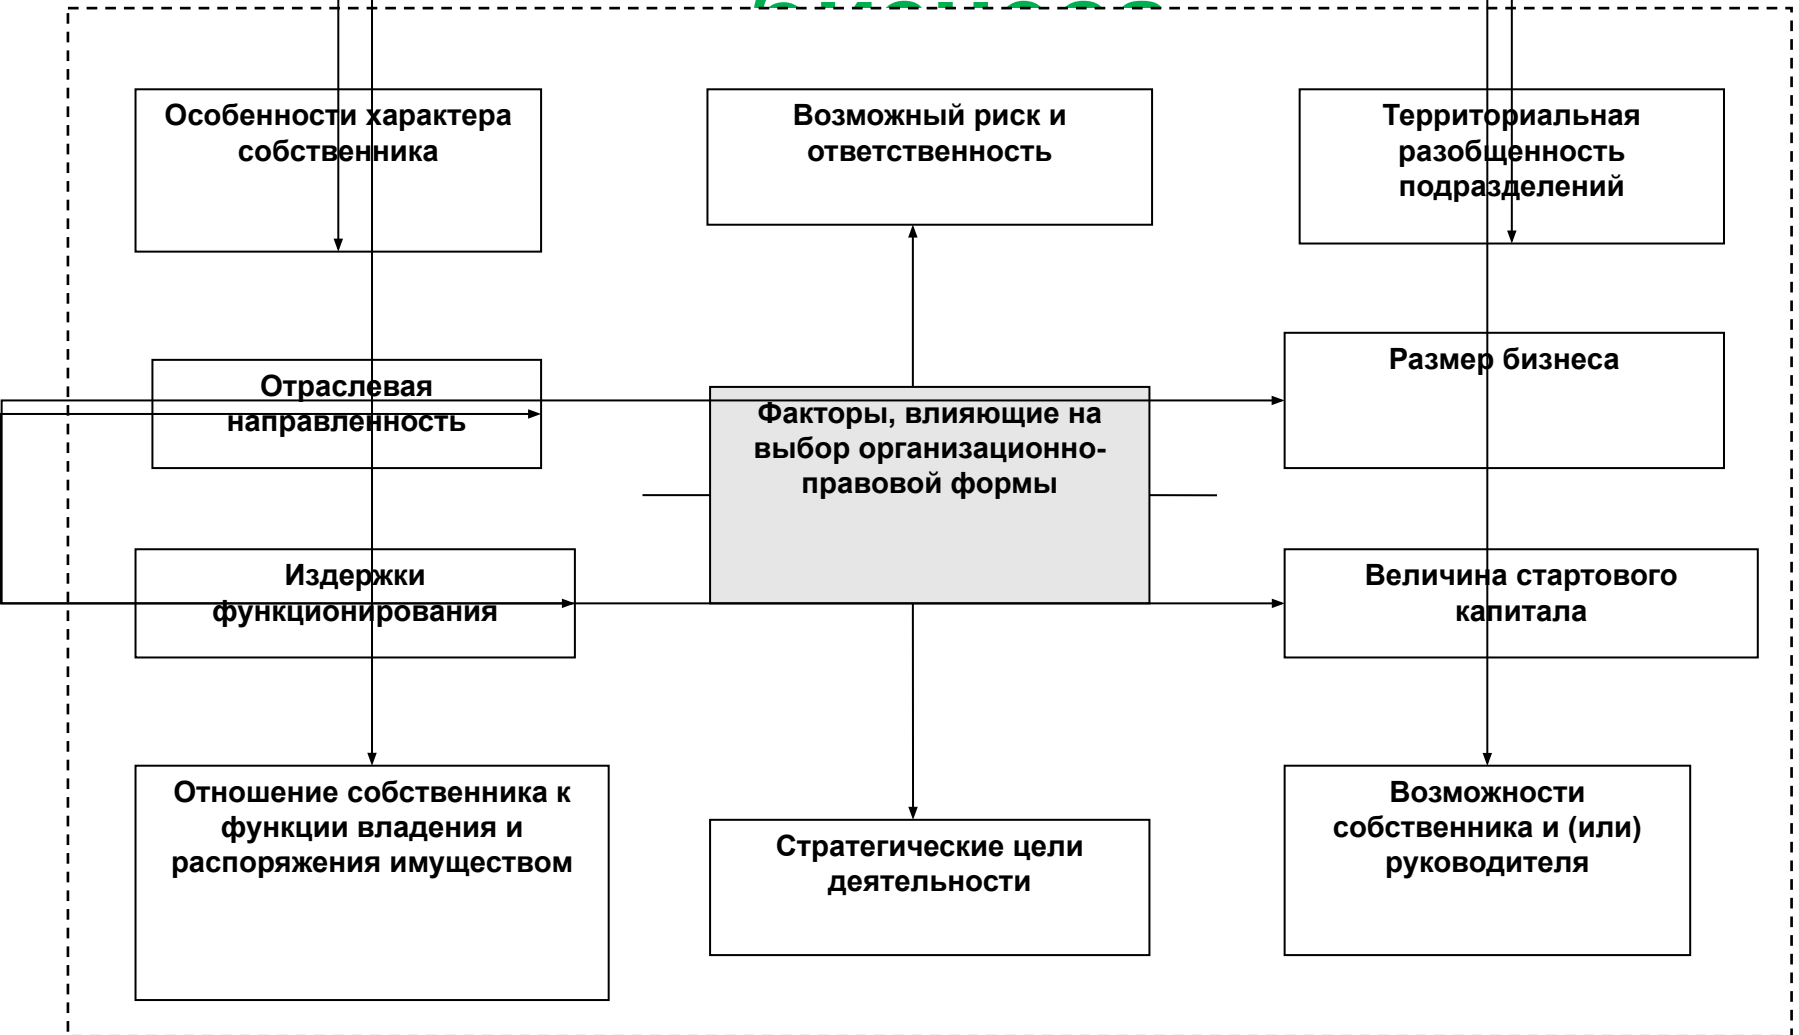 Особенности характера
собственника
Возможный риск и
ответственность
Территориальная
разобщенность
подразделений
Отраслевая
направленность
Факторы, влияющие на
выбор организационно-
правовой формы
Размер бизнеса
Издержки
функционирования
Величина стартового
капитала
Отношение собственника к
функции владения и
распоряжения имуществом
Стратегические цели
деятельности
Возможности
собственника и (или)
руководителя